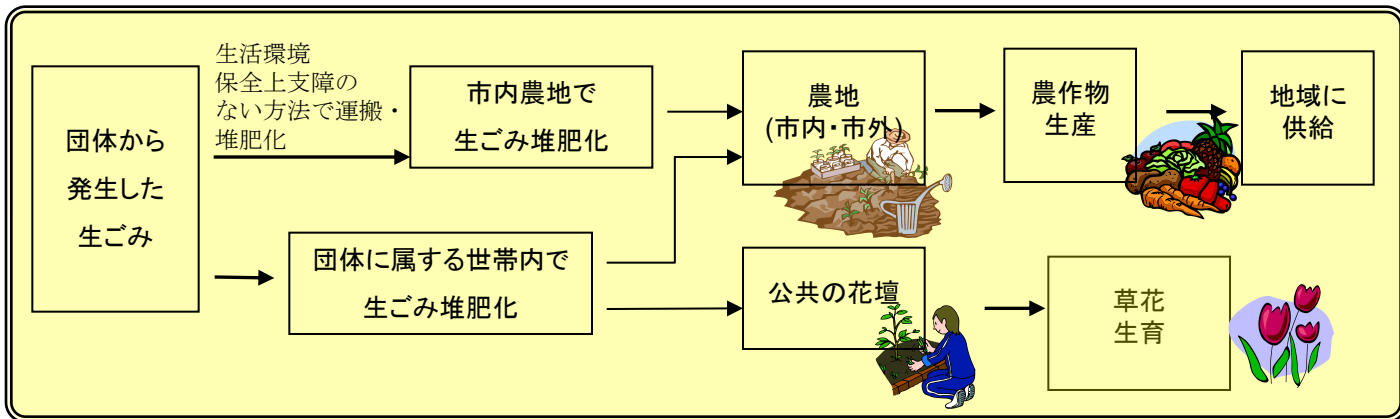 団体から
発生した
生ごみ
生活環境
保全上支障の
ない方法で運搬・
堆肥化
市内農地で
生ごみ堆肥化
団体に属する世帯内で
生ごみ堆肥化
農地
(市内・市外)
公共の花壇
農作物
生産
地域に
供給
草花
生育